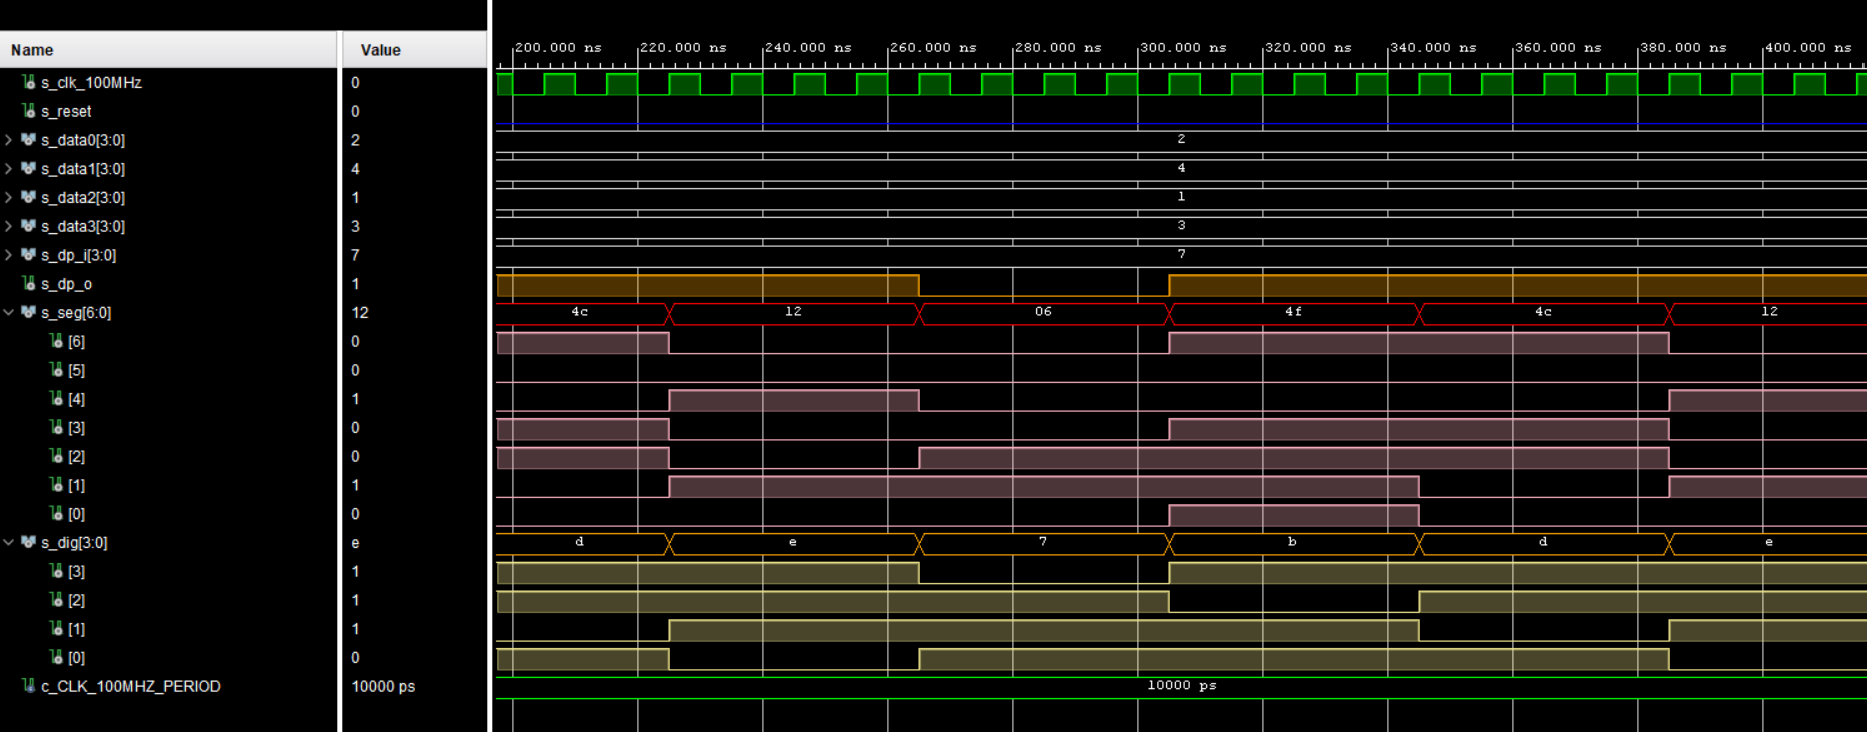 Name Value
200.000 ns 220.000 ns 240.000 ns 260.000 ns 280.000 ns 300.000 ns 320.000 ns 340.000 ns 360.000 ns 380.000 ns 400.000 ns
s_clk_100MHz 0
s_reset 0
s_data0[3:0] 2 2
s_data1[3:0] 4 4
s_data2[3:0] 1 1
s_data3[3:0] 3 3
s_dp_i[3:0] 7 7
s_dp_o 1
s_seg[6:0] 12 4c 12 06 4f 4c 12
[6] 0
[5] 0
[4] 1
[3] 0
[2] 0
[1] 1
[0] 0
s_dig[3:0] e d e 7 b d e
[3] 1
[2] 1
[1] 1
[0] 0
c_CLK_100MHZ_PERIOD 10000 ps 10000 ps